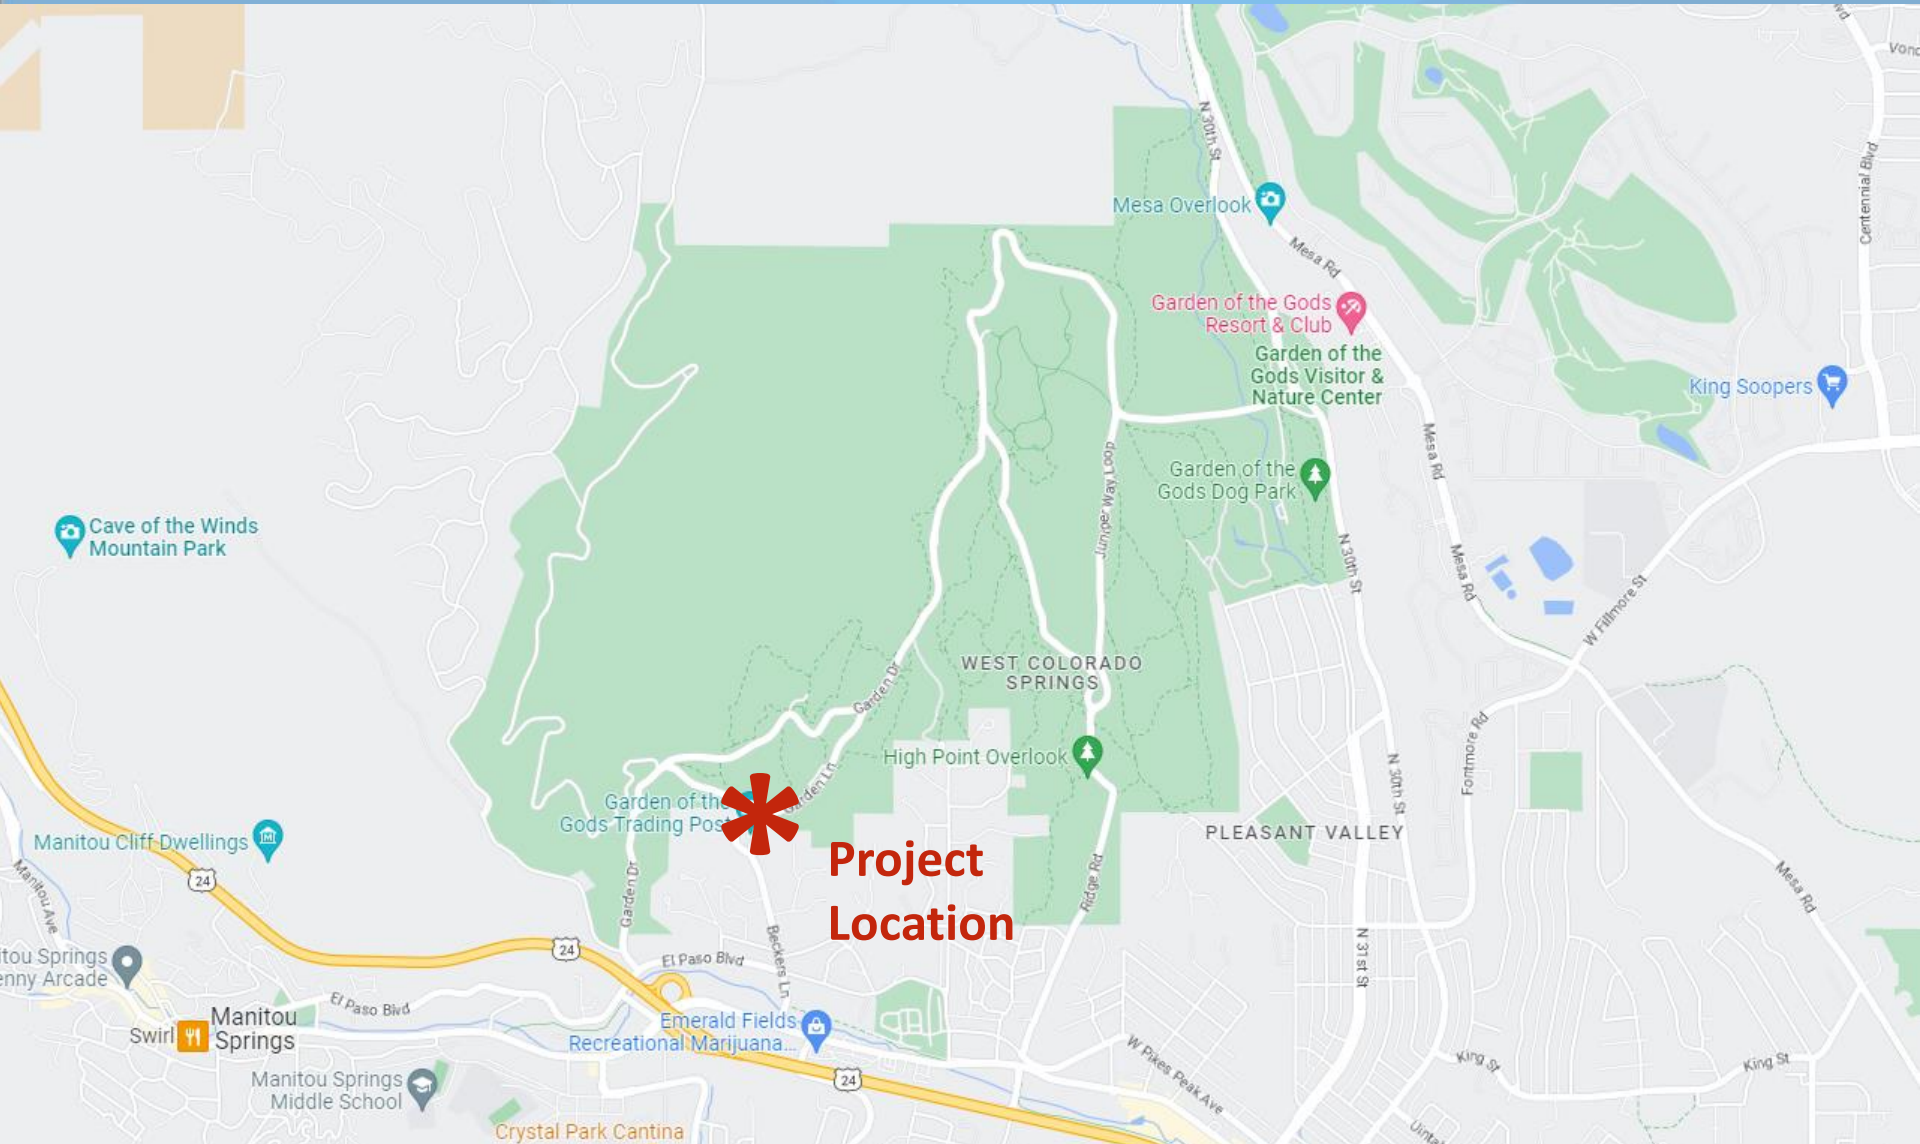 N 30th St
Centennial Blvd
Mesa Overlook
Mesa Rd
Garden of the Gods
Resort & Club
Garden of the
Gods Visitor &
Nature Center
King Soopers
Mesa Rd
Juniper Way Loop
Garden of the
Gods Dog Park
Cave of the Winds
Mountain Park
N 30th St
Mesa Rd
W Fillmore St
WEST COLORADO
SPRINGS
Garden Dr
High Point Overlook
Fontmore Rd
N 30th St
Garden of the
Gods Trading Post
Garden Ln
PLEASANT VALLEY
Manitou Cliff Dwellings
24
Project
Location
Garden Dr
Ridge Rd
Mesa Rd
Manitou Ave
Beckers Ln
24
El Paso Blvd
N 31st St
itou Springs
enny Arcade
El Paso Blvd
Manitou
Springs
Swirl
Emerald Fields
Recreational Marijuana...
W Pikes Peak Ave
King St
King St
24
Manitou Springs
Middle School
Crystal Park Cantina